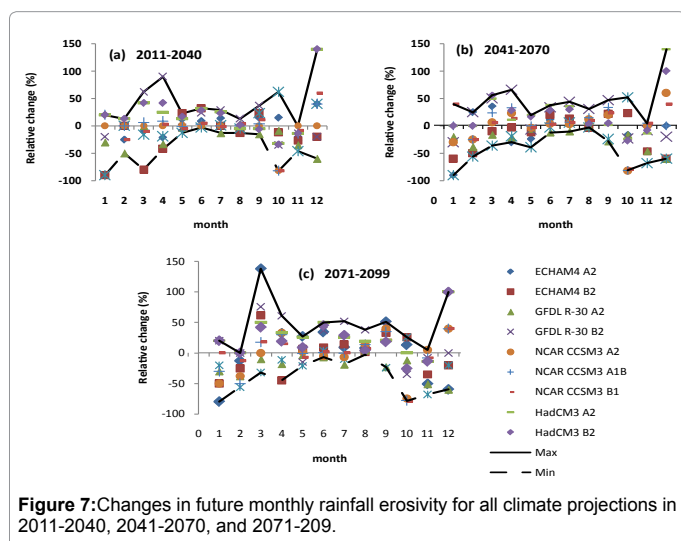 (a) 2011-2040
Relative change (%)
150
100
50
0
-50
-100
0 1 2 3 4 5 6 7 8 9 10 11 12
month
(b) 2041-2070
Relative change (%)
150
100
50
0
-50
-100
0 1 2 3 4 5 6 7 8 9 10 11 12
month
(c) 2071-2099
Relative change (%)
150
100
50
0
-50
-100
0 1 2 3 4 5 6 7 8 9 10 11 12
month
ECHAM4 A2
ECHAM4 B2
GFDL R-30 A2
GFDL R-30 B2
NCAR CCSM3 A2
NCAR CCSM3 A1B
NCAR CCSM3 B1
HadCM3 A2
HadCM3 B2
Max
Min
Figure 7:Changes in future monthly rainfall erosivity for all climate projections in
2011-2040, 2041-2070, and 2071-209.